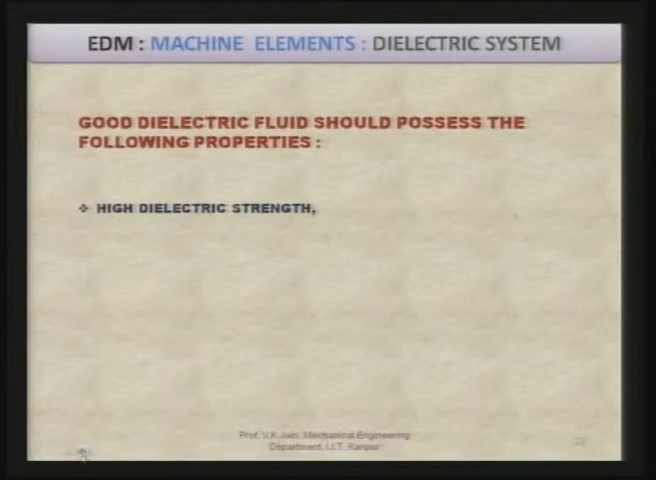 EDM : MACHINE ELEMENTS : DIELECTRIC SYSTEM
GOOD DIELECTRIC FLUID SHOULD POSSESS THE
FOLLOWING PROPERTIES :
❖ HIGH DIELECTRIC STRENGTH,
Prof. V.K.Jain, Mechanical Engineering
Department, I.I.T. Kanpur